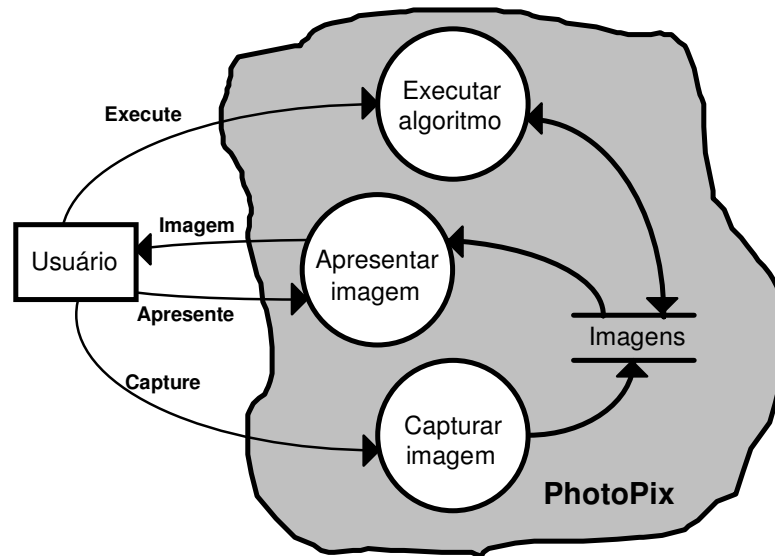 Executar
algoritmo
Execute
Imagem
Usuário
Apresentar
imagem
Apresente
Imagens
Capture
Capturar
imagem
PhotoPix